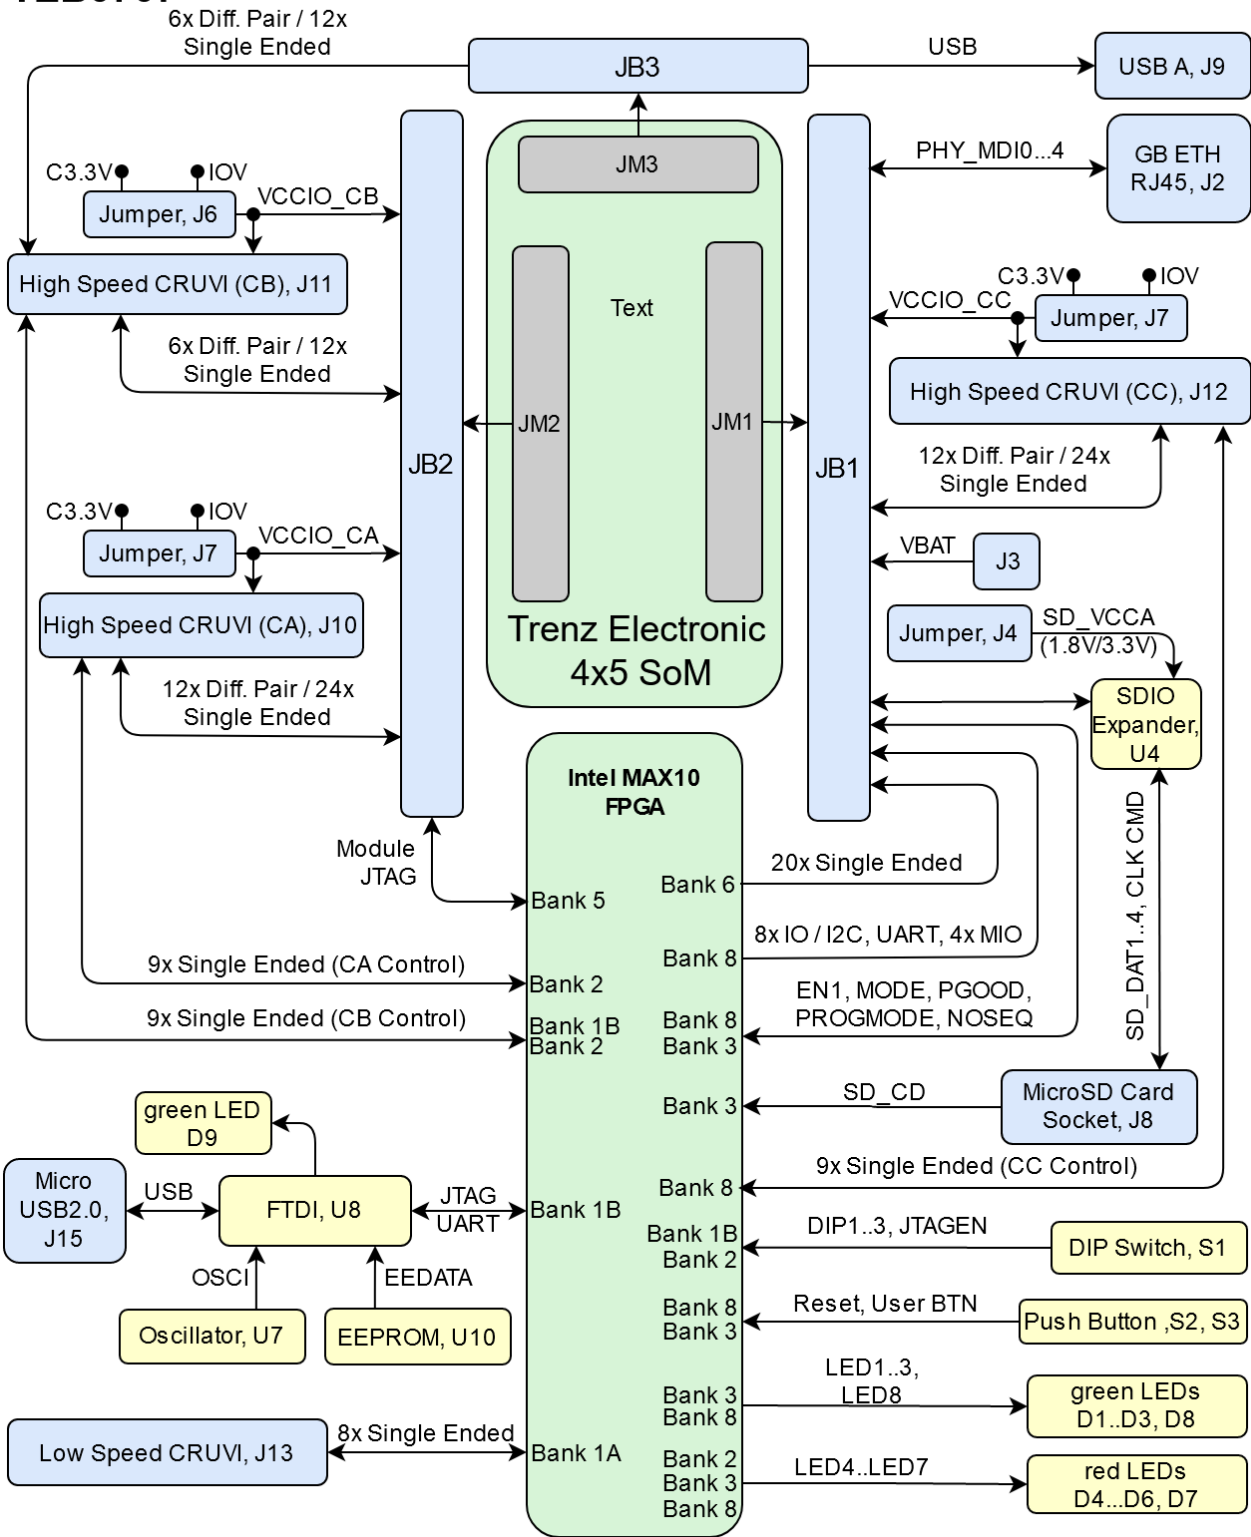 6x Diff. Pair / 12x
Single Ended
JB3
USB
USB A, J9
JM3
PHY_MDI0...4
GB ETH
RJ45, J2
C3.3V
IOV
Jumper, J6
VCCIO_CB
High Speed CRUVI (CB), J11
Text
C3.3V
IOV
VCCIO_CC
Jumper, J7
6x Diff. Pair / 12x
Single Ended
High Speed CRUVI (CC), J12
JM2
JM1
JB2
JB1
12x Diff. Pair / 24x
Single Ended
C3.3V
IOV
Jumper, J7
VCCIO_CA
VBAT
J3
High Speed CRUVI (CA), J10
Trenz Electronic
4x5 SoM
Jumper, J4
SD_VCCA
(1.8V/3.3V)
12x Diff. Pair / 24x
Single Ended
SDIO
Expander,
U4
Intel MAX10
FPGA
Module
JTAG
20x Single Ended
SD_DAT1..4, CLK CMD
Bank 5
Bank 6
8x IO / I2C, UART, 4x MIO
Bank 8
9x Single Ended (CA Control)
Bank 2
EN1, MODE, PGOOD,
PROGMODE, NOSEQ
9x Single Ended (CB Control)
Bank 1B
Bank 2
Bank 8
Bank 3
SD_CD
Bank 3
MicroSD Card
Socket, J8
green LED
D9
9x Single Ended (CC Control)
Bank 8
Micro
USB2.0,
J15
USB
FTDI, U8
JTAG
UART
Bank 1B
DIP1..3, JTAGEN
Bank 1B
Bank 2
DIP Switch, S1
OSCI
EEDATA
Oscillator, U7
EEPROM, U10
Reset, User BTN
Bank 8
Bank 3
Push Button ,S2, S3
LED1..3,
LED8
Bank 3
Bank 8
green LEDs
D1..D3, D8
Low Speed CRUVI, J13
8x Single Ended
Bank 1A
LED4..LED7
Bank 2
Bank 3
Bank 8
red LEDs
D4...D6, D7